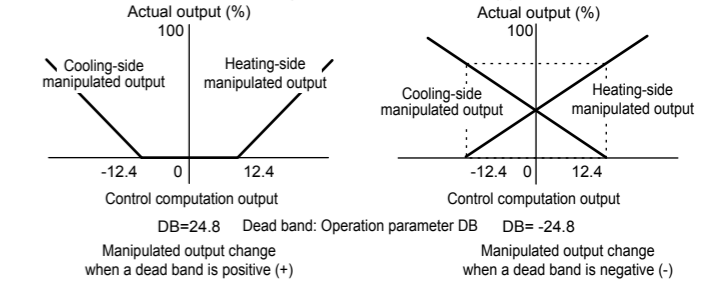 Actual output (%)
100
Cooling-side
manipulated output
Heating-side
manipulated output
-12.4 0 12.4
Control computation output
Actual output (%)
100
Cooling-side
manipulated output
Heating-side
manipulated output
-12.4 0 12.4
Control computation output
DB=24.8 Dead band: Operation parameter DB DB= -24.8
Manipulated output change
when a dead band is positive (+)
Manipulated output change
when a dead band is negative (-)